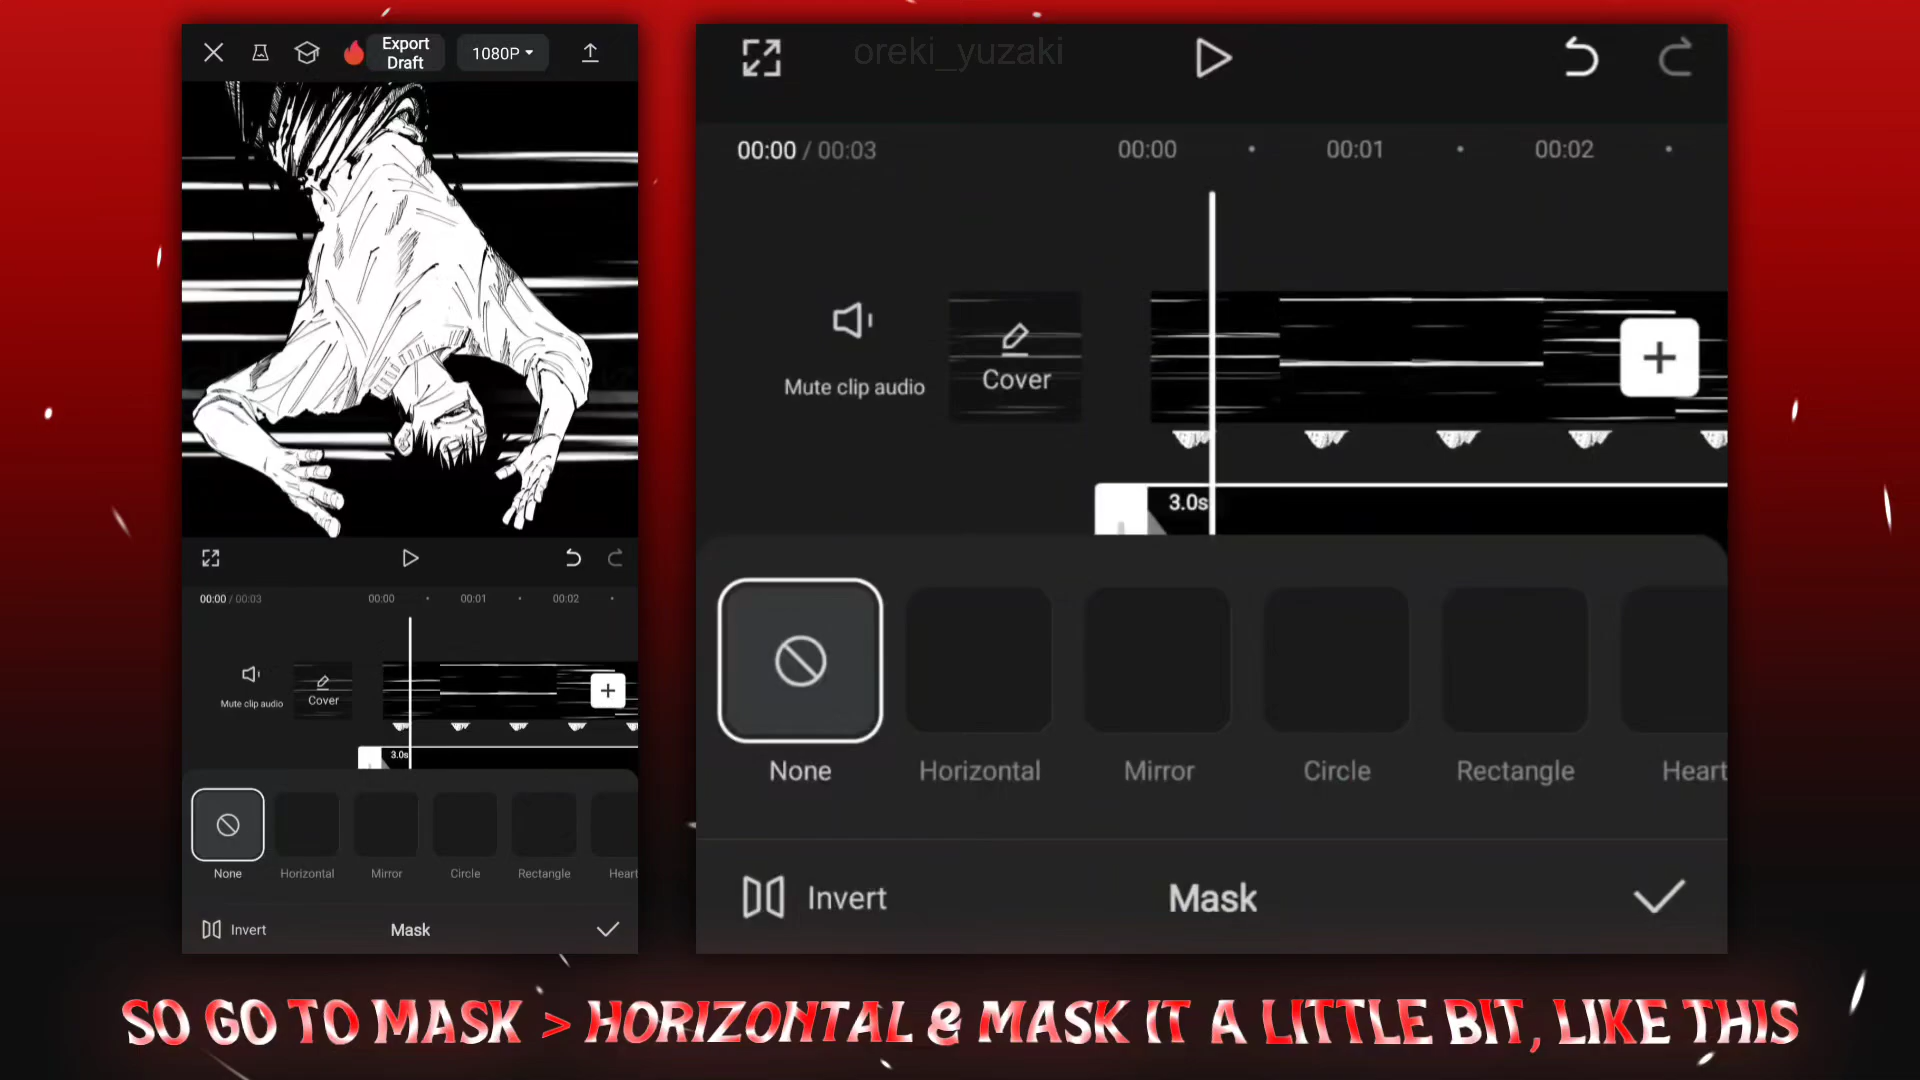 Export
Draft
1080P
00:00 / 00:03
00:00
00:01
00:02
Mute clip audio
Cover
3.0s
None
Horizontal
Mirror
Circle
Rectangle
Heart
Invert
Mask
oreki_yuzaki
00:00 / 00:03
00:00
00:01
00:02
Mute clip audio
Cover
3.0s
None
Horizontal
Mirror
Circle
Rectangle
Heart
Invert
Mask
SO GO TO MASK > HORIZONTAL & MASK IT A LITTLE BIT, LIKE THIS